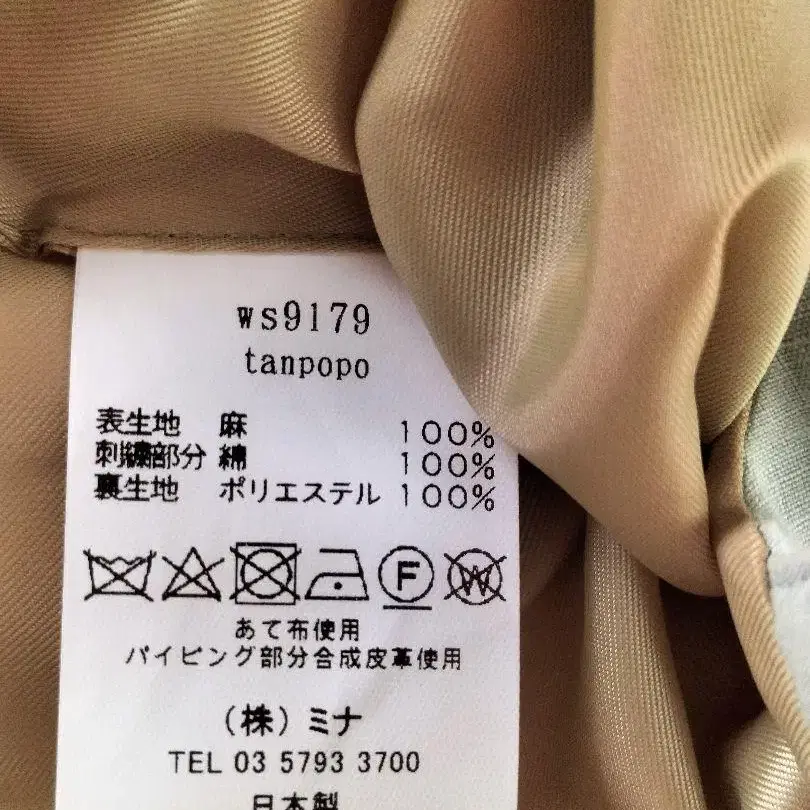 ws9179
tanpopo
表生地 麻 100%
刺繍部分 綿 100%
裏生地 ポリエステル 100%
F W
あて布使用
パイピング部分合成皮革使用
(株)ミナ
TEL 03 5793 3700
日本製